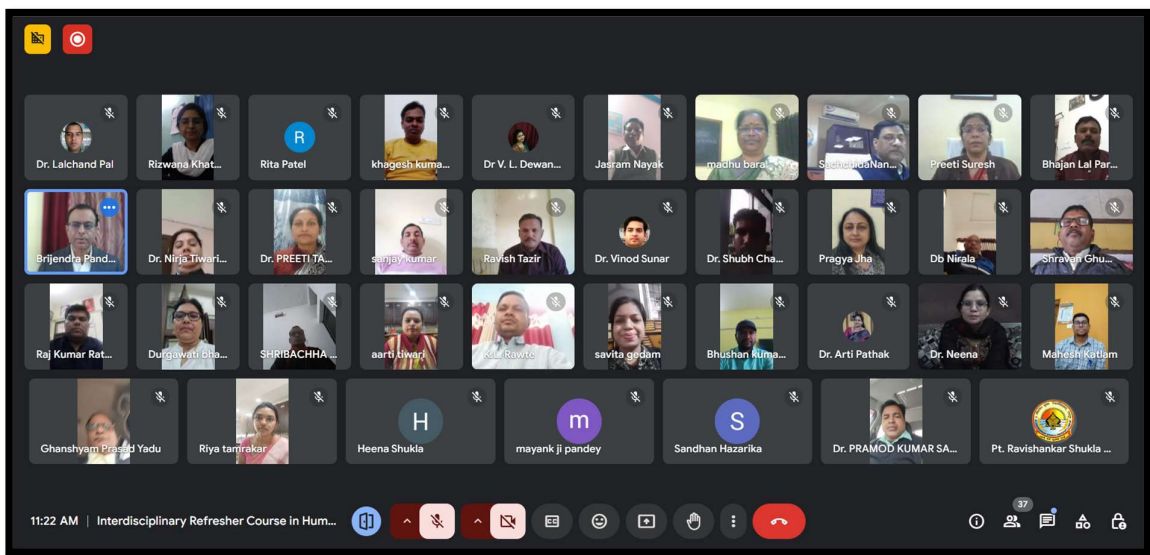 Dr. Lalchand Pal
Rizwana Khat...
R
Rita Patel
khagesh kuma...
Dr V. L. Dewan...
Jasram Nayak
madhu baral
SachchidaNan...
Preeti Suresh
Bhajan Lal Par...
Brijendra Pand...
Dr. Nirja Tiwari...
Dr. PREETI TA...
sanjay kumar
Ravish Tazir
Dr. Vinod Sunar
Dr. Shubh Cha...
Pragya Jha
Db Nirala
Shravan Ghu...
Raj Kumar Rat...
Durgawati bha...
SHRIBACHHA ...
aarti tiwari
K.L. Rawte
savita gedam
Bhushan kuma...
Dr. Arti Pathak
Dr. Neena
Mahesh Katlam
Ghanshyam Prasad Yadu
Riya tamrakar
H
Heena Shukla
m
mayank ji pandey
S
Sandhan Hazarika
Dr. PRAMOD KUMAR SA...
Pt. Ravishankar Shukla ...
11:22 AM | Interdisciplinary Refresher Course in Hum...
CC
37